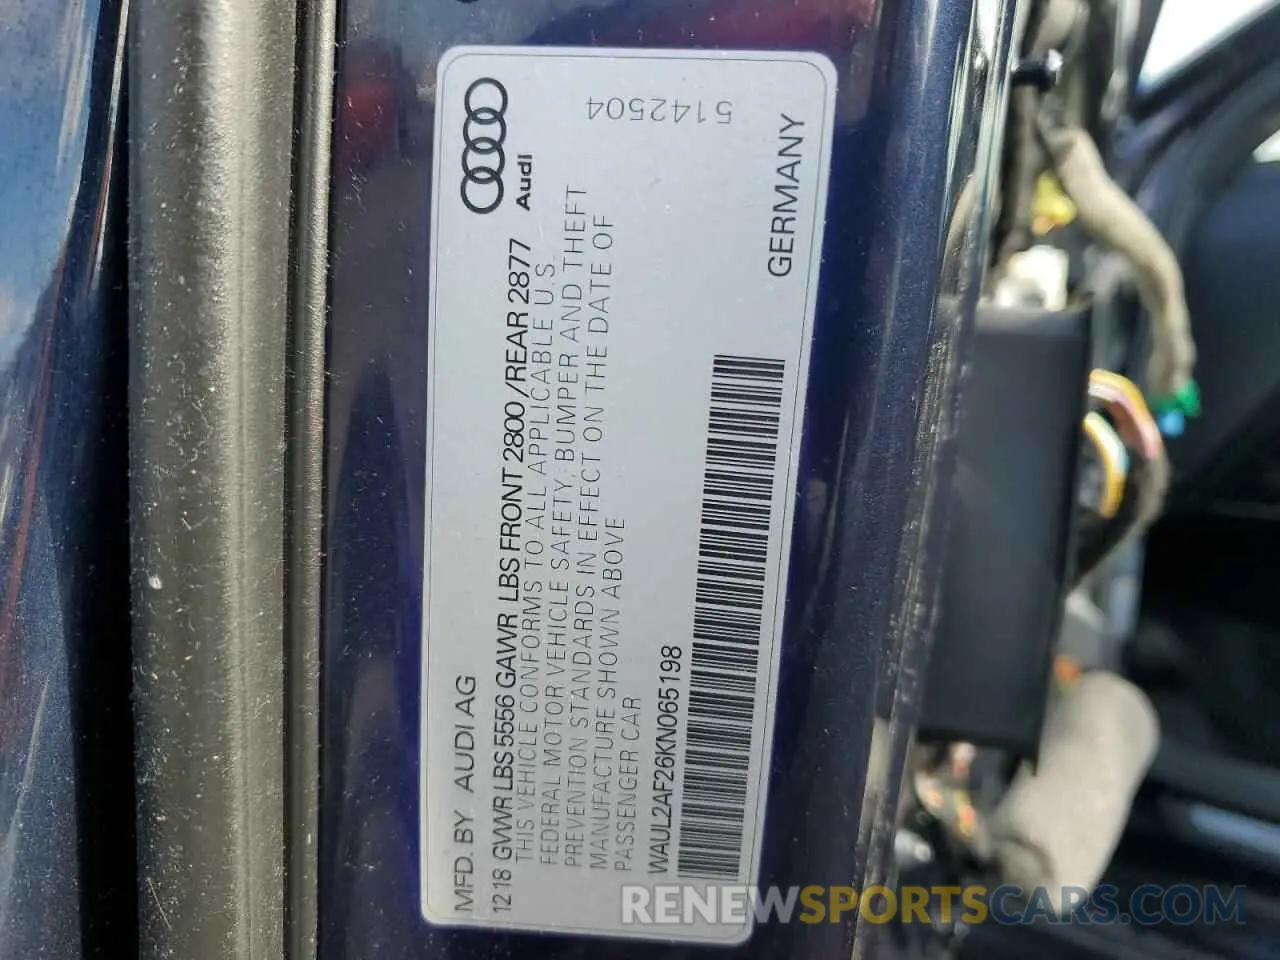 MFD. BY AUDI AG
Audi
12 18 GVWR LBS 5556 GAWR LBS FRONT 2800 /REAR 2877
THIS VEHICLE CONFORMS TO ALL APPLICABLE U.S.
FEDERAL MOTOR VEHICLE SAFETY, BUMPER AND THEFT
PREVENTION STANDARDS IN EFFECT ON THE DATE OF
MANUFACTURE SHOWN ABOVE
PASSENGER CAR
5142504
WAUL2AF26KN065198
GERMANY
RENEWSPORTSCARS.COM